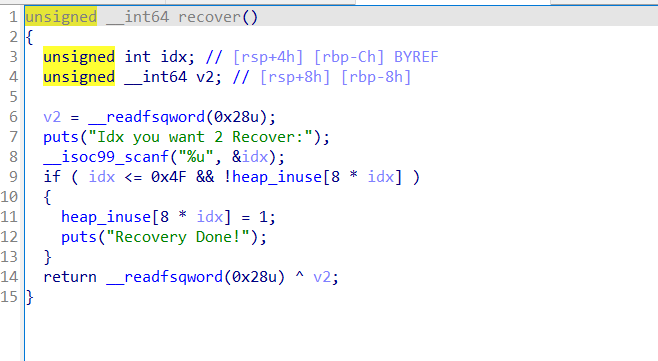 1 unsigned __int64 recover()
2 {
3 unsigned int idx; // [rsp+4h] [rbp-Ch] BYREF
4 unsigned __int64 v2; // [rsp+8h] [rbp-8h]
5
6 v2 = __readfsqword(0x28u);
7 puts("Idx you want 2 Recover:");
8 __isoc99_scanf("%u", &idx);
9 if ( idx <= 0x4F && !heap_inuse[8 * idx] )
10 {
11 heap_inuse[8 * idx] = 1;
12 puts("Recovery Done!");
13 }
14 return __readfsqword(0x28u) ^ v2;
15 }